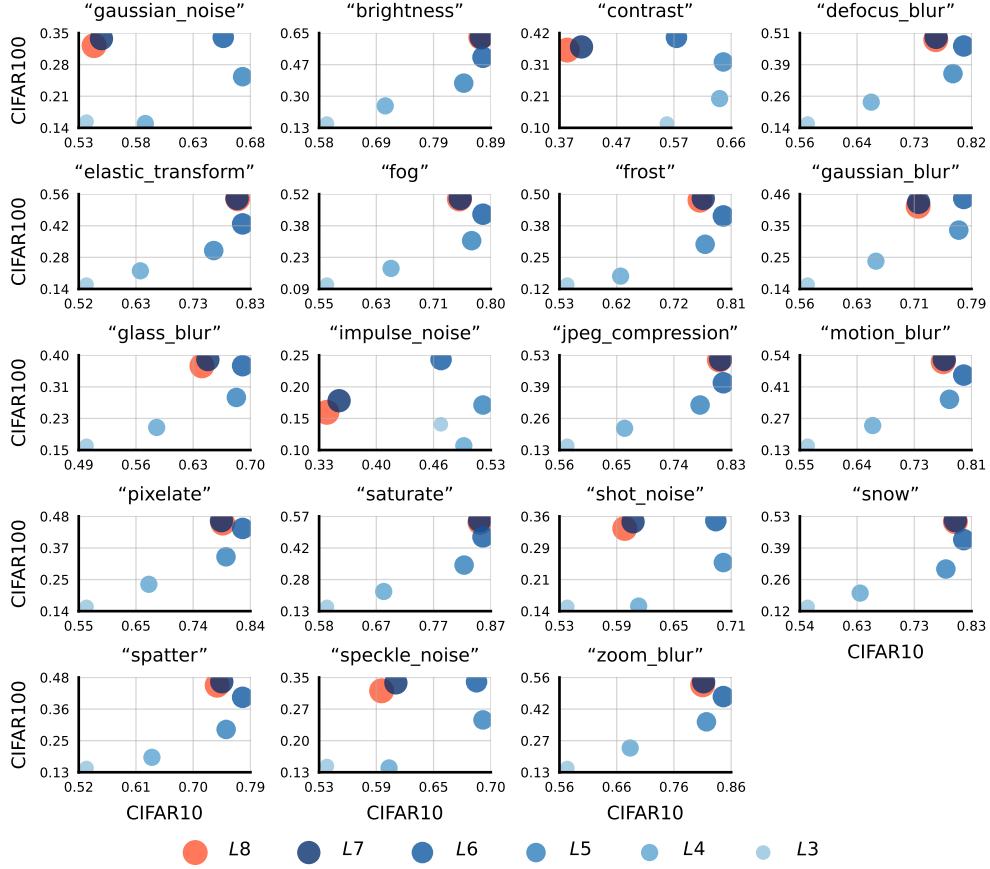 “gaussian_noise” “brightness” “contrast” “defocus_blur”
CIFAR100
0.35 0.28 0.21 0.14
0.53 0.58 0.63 0.68
0.65 0.47 0.30 0.13
0.58 0.69 0.79 0.89
0.42 0.31 0.21 0.10
0.37 0.47 0.57 0.66
0.51 0.39 0.26 0.14
0.56 0.64 0.73 0.82
“elastic_transform” “fog” “frost” “gaussian_blur”
CIFAR100
0.56 0.42 0.28 0.14
0.52 0.63 0.73 0.83
0.52 0.38 0.23 0.09
0.55 0.63 0.71 0.80
0.50 0.38 0.25 0.12
0.53 0.62 0.72 0.81
0.46 0.35 0.25 0.14
0.56 0.63 0.71 0.79
“glass_blur” “impulse_noise” “jpeg_compression” “motion_blur”
CIFAR100
0.40 0.31 0.23 0.15
0.49 0.56 0.63 0.70
0.25 0.20 0.15 0.10
0.33 0.40 0.46 0.53
0.53 0.39 0.26 0.13
0.56 0.65 0.74 0.83
0.54 0.41 0.27 0.13
0.55 0.64 0.73 0.81
“pixelate” “saturate” “shot_noise” “snow”
CIFAR100
0.48 0.37 0.25 0.14
0.55 0.65 0.74 0.84
0.57 0.42 0.28 0.13
0.58 0.67 0.77 0.87
0.36 0.29 0.21 0.14
0.53 0.59 0.65 0.71
0.53 0.39 0.26 0.12
0.54 0.63 0.73 0.83
CIFAR10
“spatter” “speckle_noise” “zoom_blur”
CIFAR100
0.48 0.36 0.25 0.13
0.52 0.61 0.70 0.79
0.35 0.27 0.20 0.13
0.53 0.59 0.65 0.70
0.56 0.42 0.27 0.13
0.56 0.66 0.76 0.86
CIFAR10 CIFAR10 CIFAR10
L8 L7 L6 L5 L4 L3